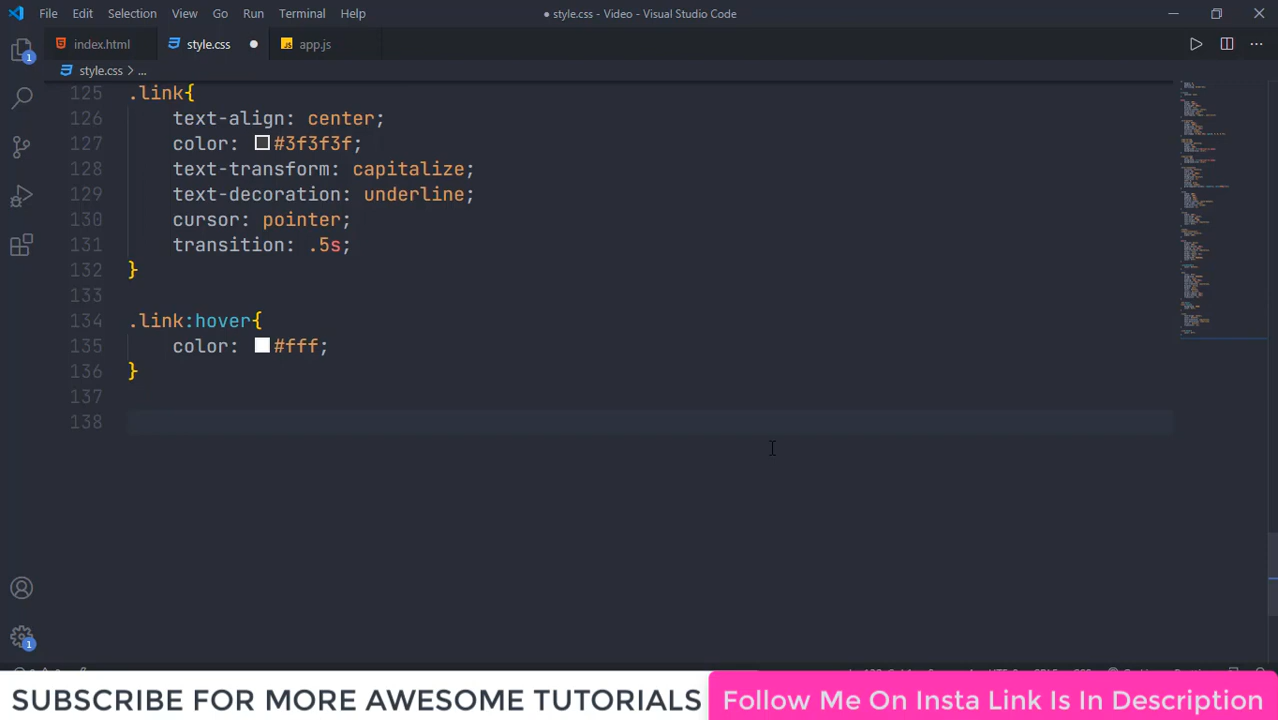 File Edit Selection View Go Run Terminal Help
● style.css - Video - Visual Studio Code
index.html style.css app.js
style.css > ...
125 .link{
126 text-align: center;
127 color: #3f3f3f;
128 text-transform: capitalize;
129 text-decoration: underline;
130 cursor: pointer;
131 transition: .5s;
132 }
133
134 .link:hover{
135 color: #fff;
136 }
137
138
1
1
SUBSCRIBE FOR MORE AWESOME TUTORIALS
Follow Me On Insta Link Is In Description